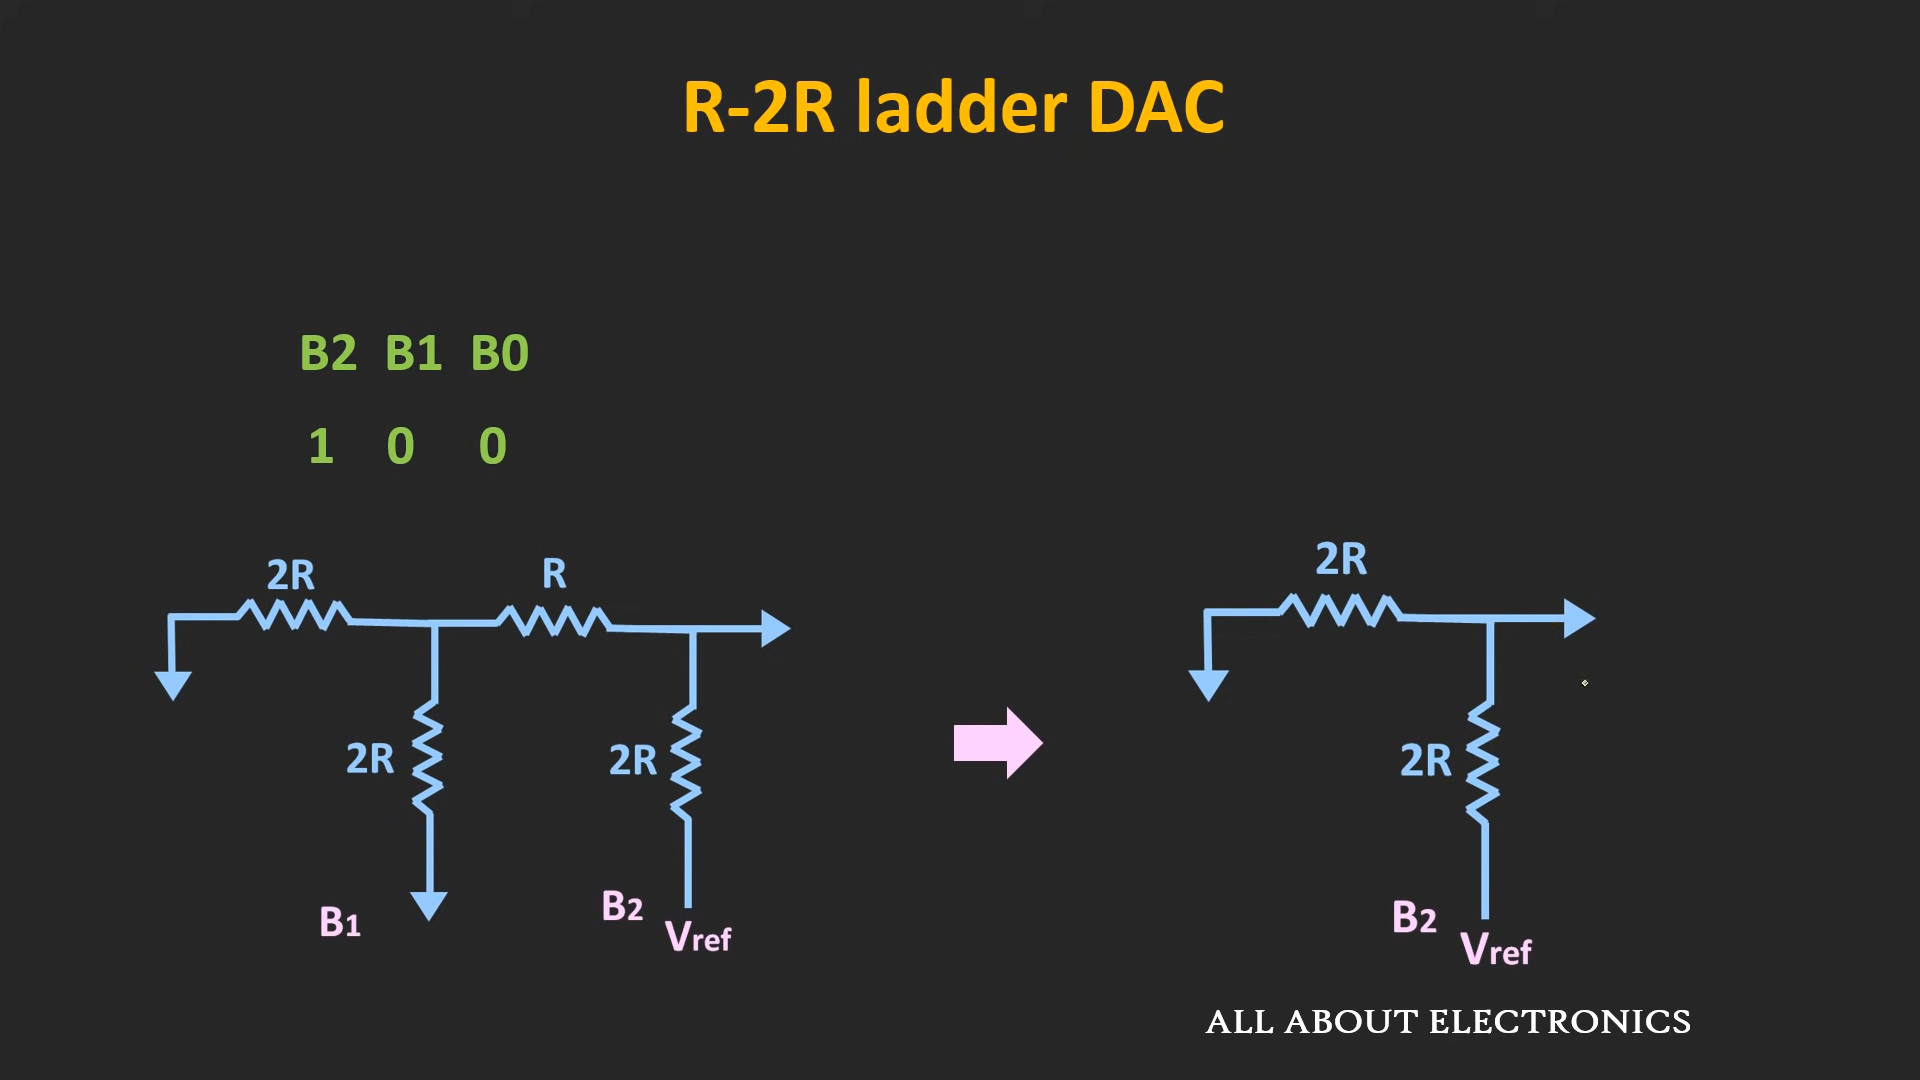 R-2R ladder DAC
B2 B1 B0
1 0 0
2R R
2R 2R
B1 B2
Vref
2R
2R
B2
Vref
ALL ABOUT ELECTRONICS